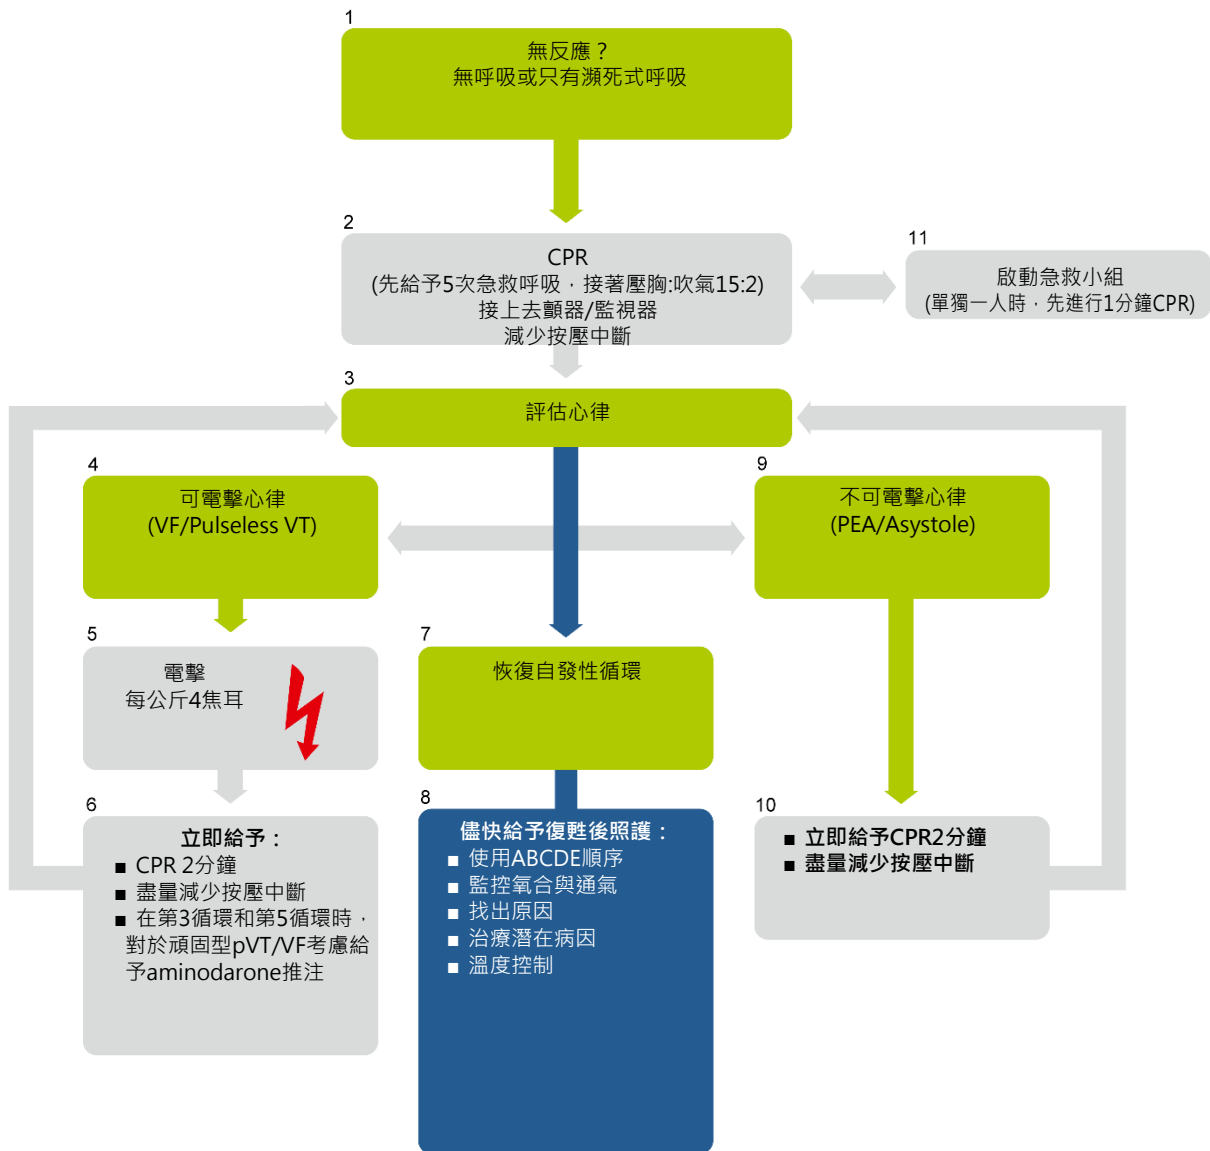 1
無反應？
無呼吸或只有瀕死式呼吸
2
CPR
(先給予5次急救呼吸，接著壓胸:吹氣15:2)
接上去顫器/監視器
減少按壓中斷
11
啟動急救小組
(單獨一人時，先進行1分鐘CPR)
3
評估心律
4
可電擊心律
(VF/Pulseless VT)
9
不可電擊心律
(PEA/Asystole)
5
電擊
每公斤4焦耳
7
恢復自發性循環
6
立即給予：
■ CPR 2分鐘
■ 盡量減少按壓中斷
■ 在第3循環和第5循環時，
對於頑固型pVT/VF考慮給
予aminodarone推注
8
儘快給予復甦後照護：
■ 使用ABCDE順序
■ 監控氧合與通氣
■ 找出原因
■ 治療潛在病因
■ 溫度控制
10
■ 立即給予CPR2分鐘
■ 盡量減少按壓中斷